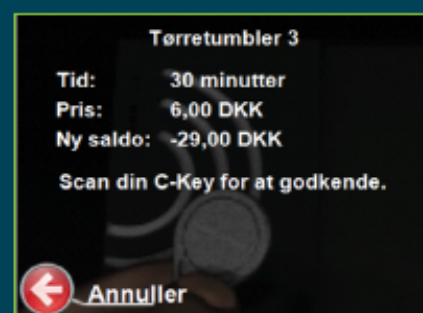 Tørretumbler 3
Tid: 30 minutter
Pris: 6,00 DKK
Ny saldo: -29,00 DKK
Scan din C-Key for at godkende.
Annuller